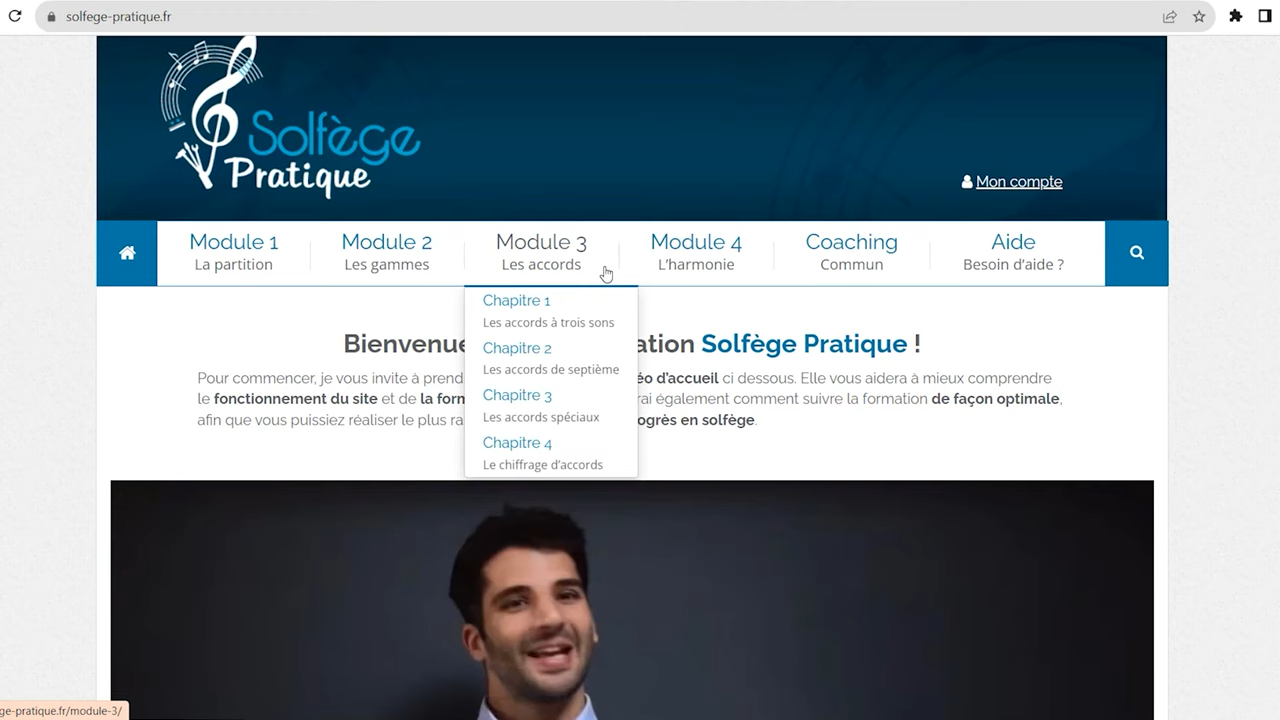 solfege-pratique.fr
Solfège
Pratique
Mon compte
Module 1
La partition
Module 2
Les gammes
Module 3
Les accords
Module 4
L'harmonie
Coaching
Commun
Aide
Besoin d'aide ?
Chapitre 1
Les accords à trois sons
Chapitre 2
Les accords de septième
Chapitre 3
Les accords spéciaux
Chapitre 4
Le chiffrage d'accords
Bienvenue ation Solfège Pratique !
Pour commencer, je vous invite à prend éo d'accueil ci dessous. Elle vous aidera à mieux comprendre
le fonctionnement du site et de la form rai également comment suivre la formation de façon optimale,
afin que vous puissiez réaliser le plus ra ogrès en solfège.
ge-pratique.fr/module-3/